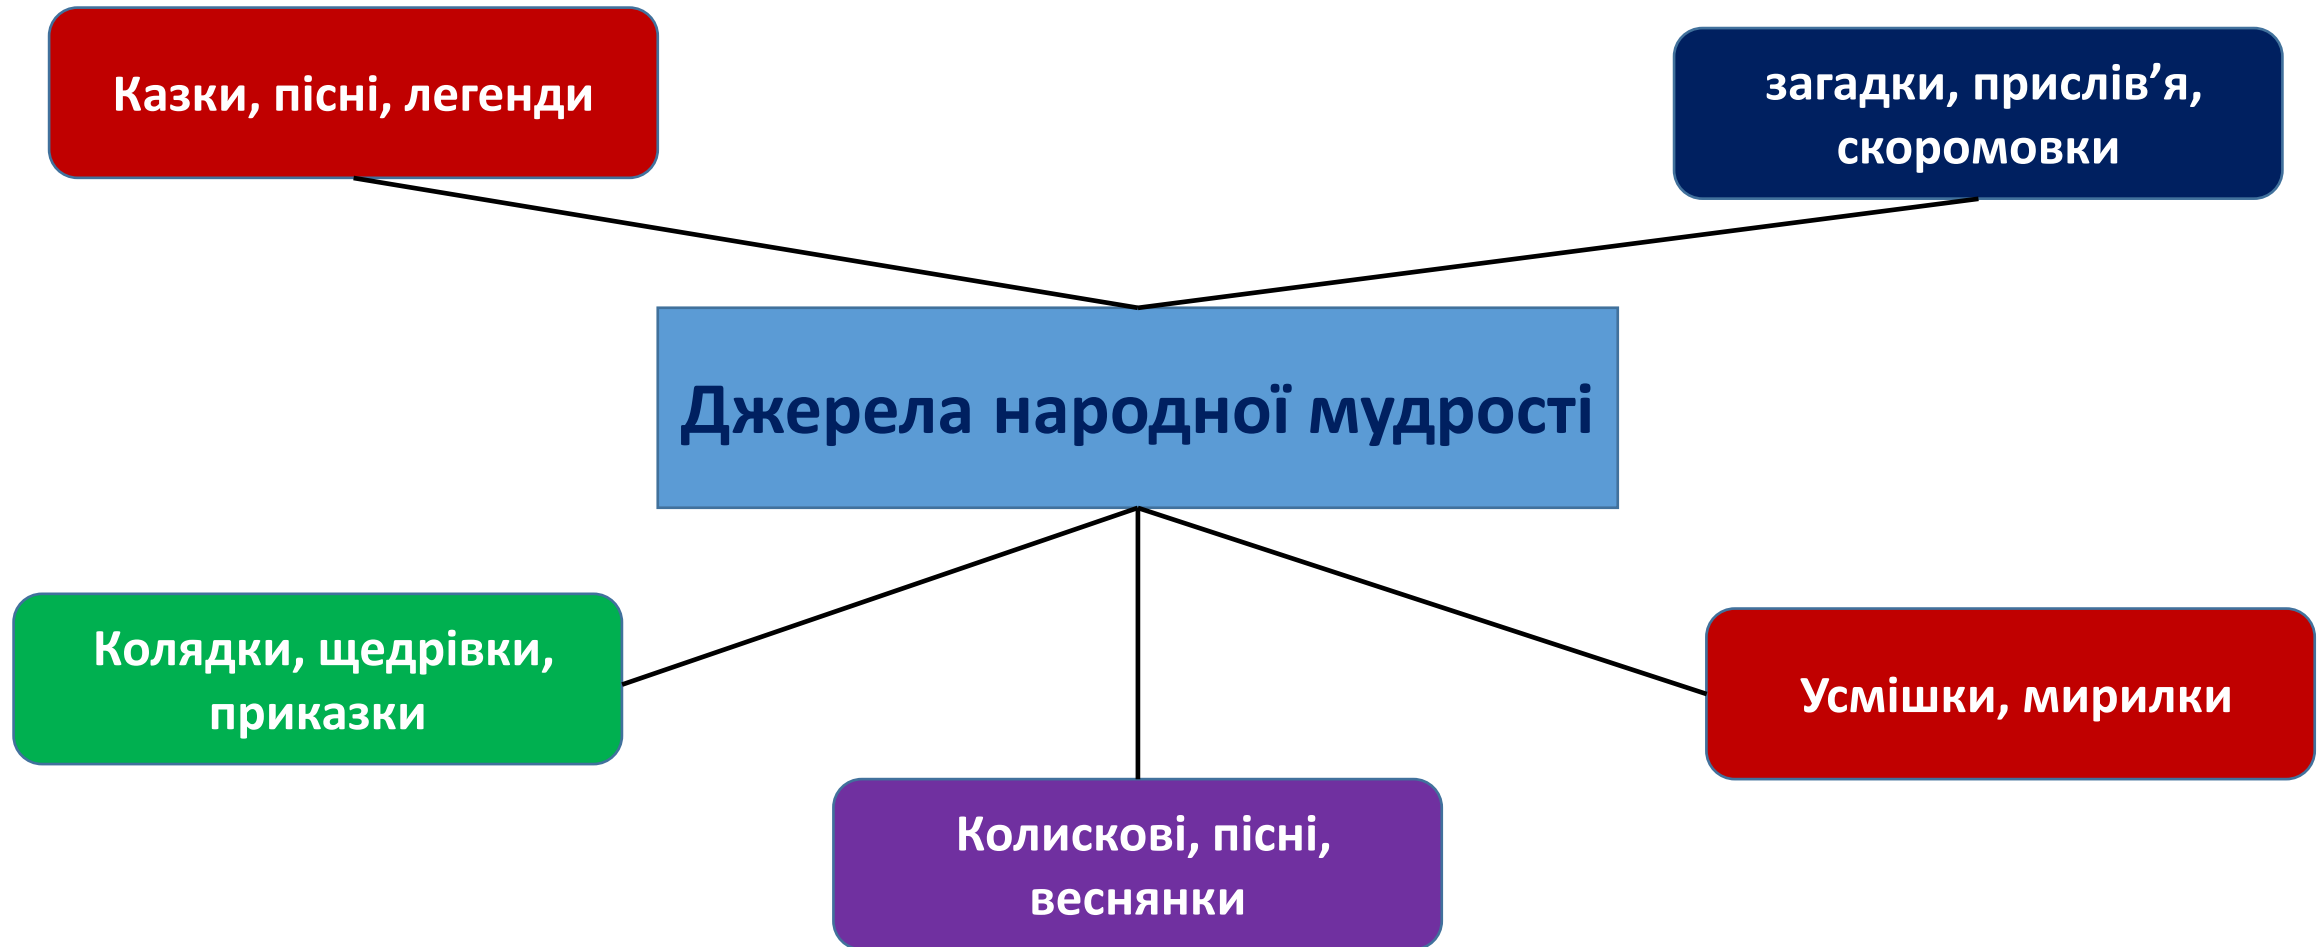 Казки, пісні, легенди
загадки, прислів’я,
скоромовки
Джерела народної мудрості
Колядки, щедрівки,
приказки
Усмішки, мирилки
Колискові, пісні,
веснянки